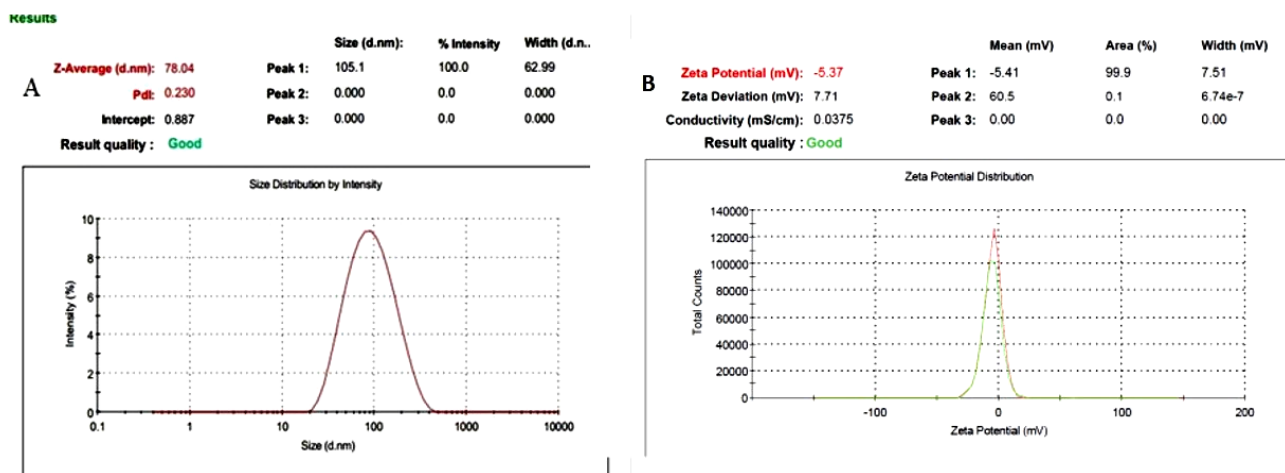 Results
Size (d.nm): % Intensity Width (d.n..
Z-Average (d.nm): 78.04 Peak 1: 105.1 100.0 62.99
A
PdI: 0.230 Peak 2: 0.000 0.0 0.000
Intercept: 0.887 Peak 3: 0.000 0.0 0.000
Result quality : Good
Size Distribution by Intensity
Intensity (%)
10
8
6
4
2
0
0.1 1 10 100 1000 10000
Size (d.nm)
Mean (mV) Area (%) Width (mV)
Zeta Potential (mV): -5.37 Peak 1: -5.41 99.9 7.51
B
Zeta Deviation (mV): 7.71 Peak 2: 60.5 0.1 6.74e-7
Conductivity (mS/cm): 0.0375 Peak 3: 0.00 0.0 0.00
Result quality : Good
Zeta Potential Distribution
Total Counts
140000
120000
100000
80000
60000
40000
20000
0
-100 0 100 200
Zeta Potential (mV)